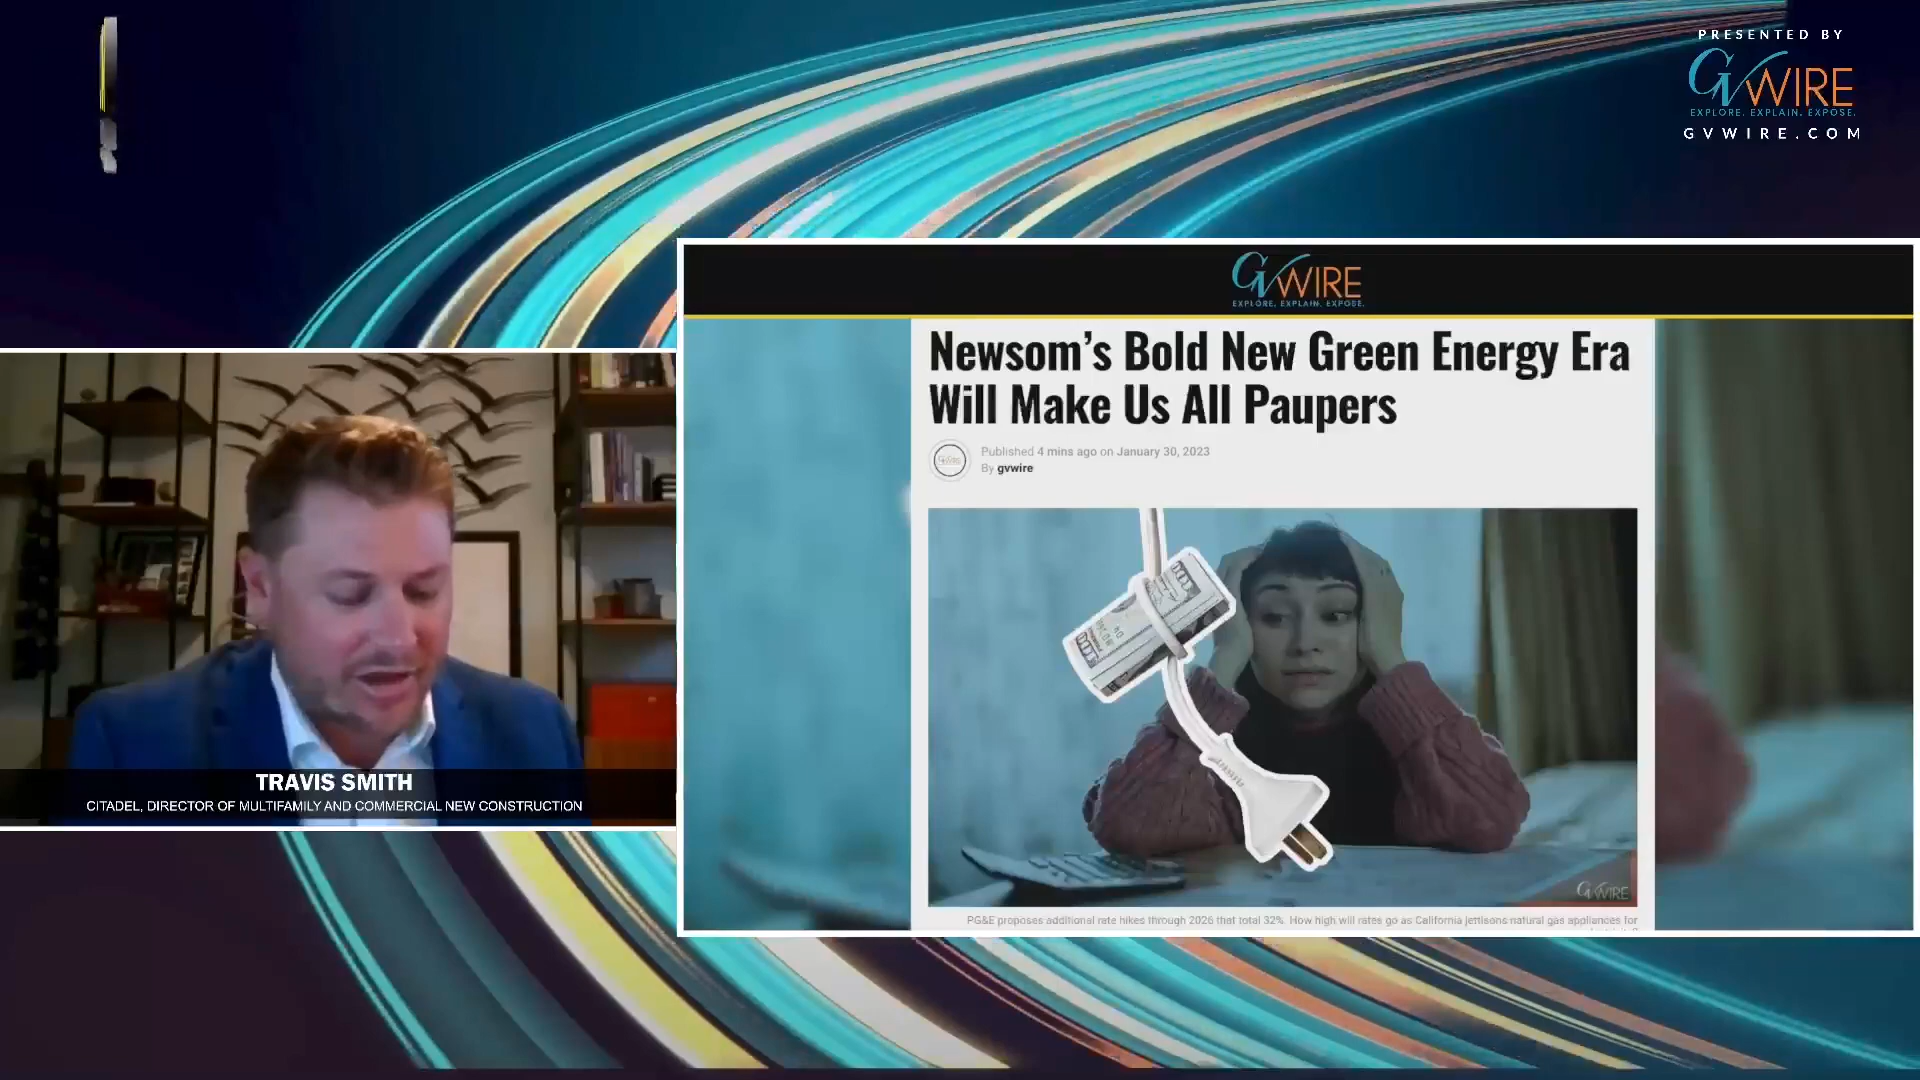 PRESENTED BY
GVWIRE
EXPLORE. EXPLAIN. EXPOSE.
GVWIRE.COM
GVWIRE
EXPLORE. EXPLAIN. EXPOSE.
Newsom's Bold New Green Energy Era
Will Make Us All Paupers
Published 4 mins ago on January 30, 2023
By gvwire
GVWIRE
PG&E proposes additional rate hikes through 2026 that total 32%. How high will rates go as California jettisons natural gas appliances for
TRAVIS SMITH
CITADEL, DIRECTOR OF MULTIFAMILY AND COMMERCIAL NEW CONSTRUCTION